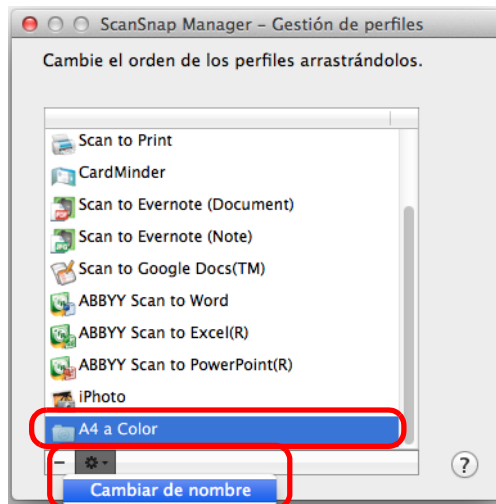 ScanSnap Manager – Gestión de perfiles
Cambie el orden de los perfiles arrastrándolos.
Scan to Print
CardMinder
Scan to Evernote (Document)
Scan to Evernote (Note)
Scan to Google Docs(TM)
ABBYY Scan to Word
ABBYY Scan to Excel(R)
ABBYY Scan to PowerPoint(R)
iPhoto
A4 a Color
?
Cambiar de nombre